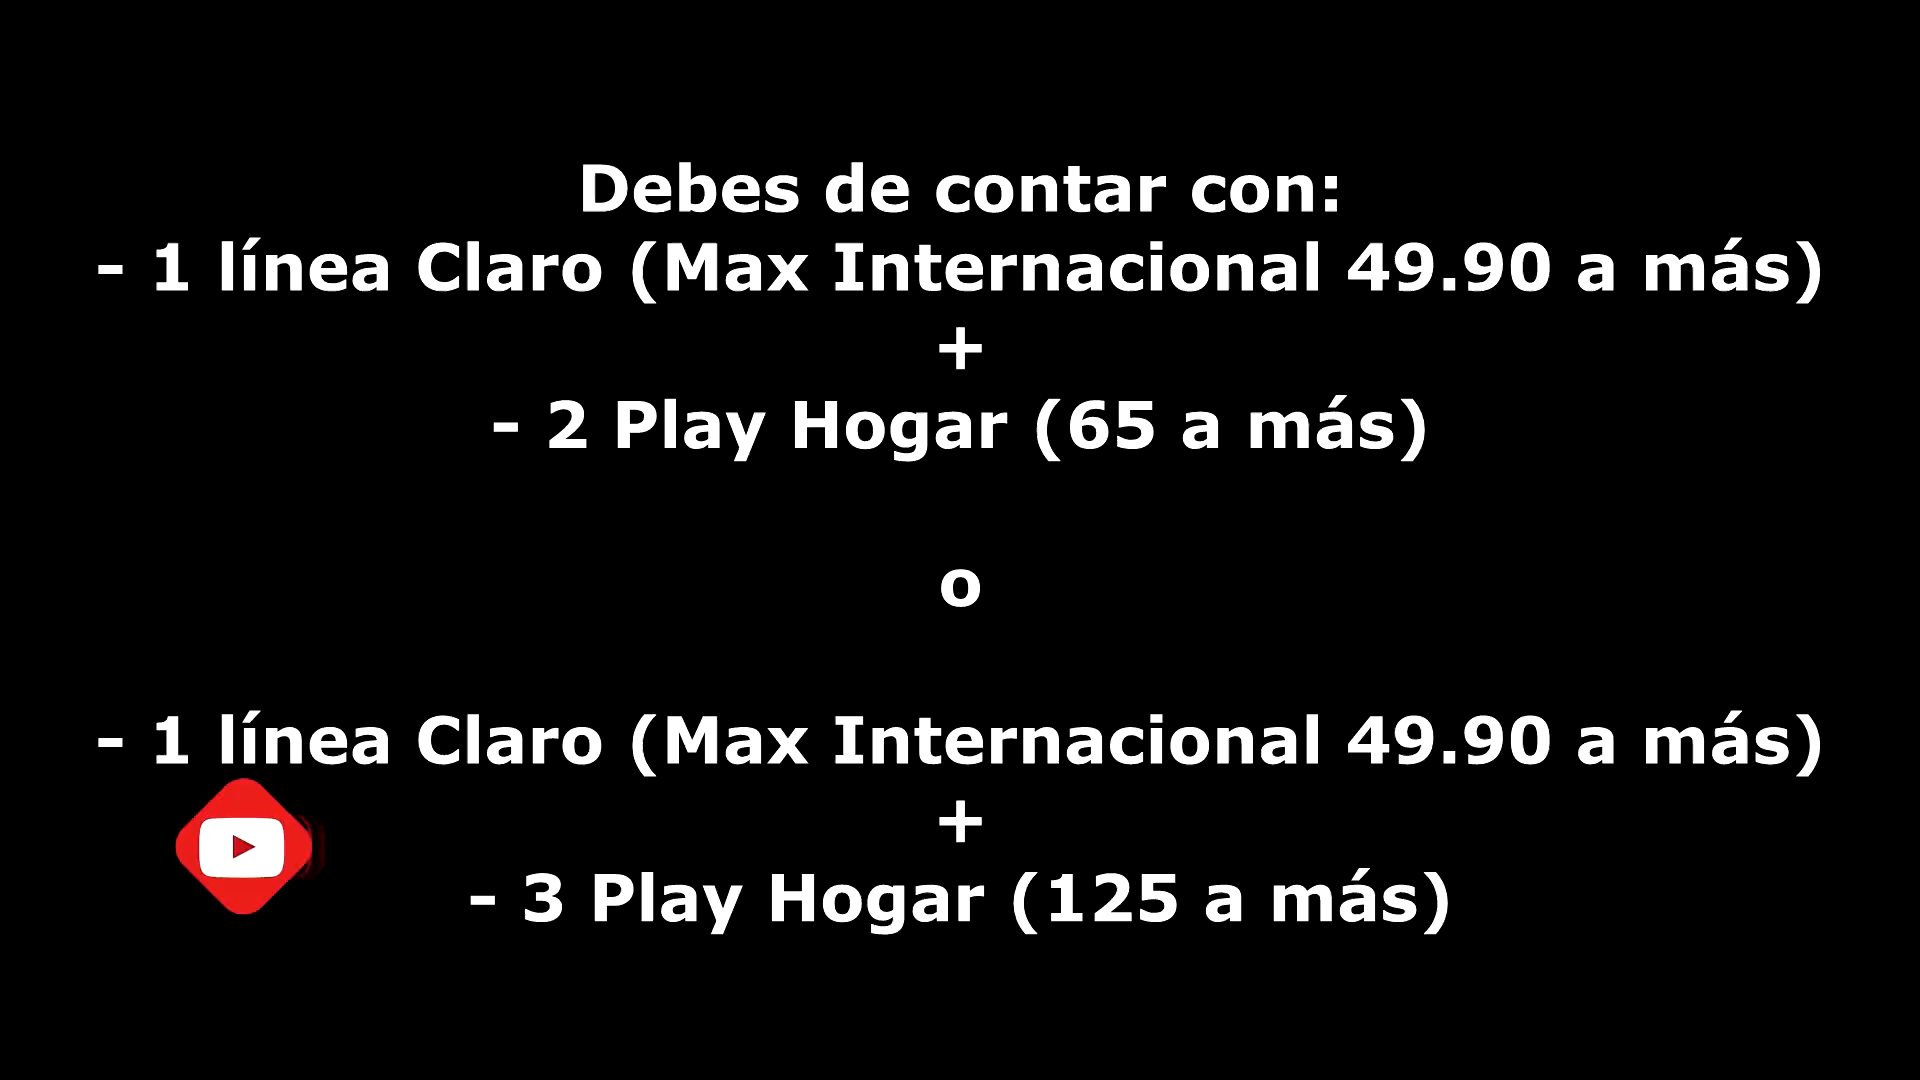 Debes de contar con:
- 1 línea Claro (Max Internacional 49.90 a más)
+
- 2 Play Hogar (65 a más)
o
- 1 línea Claro (Max Internacional 49.90 a más)
+
- 3 Play Hogar (125 a más)